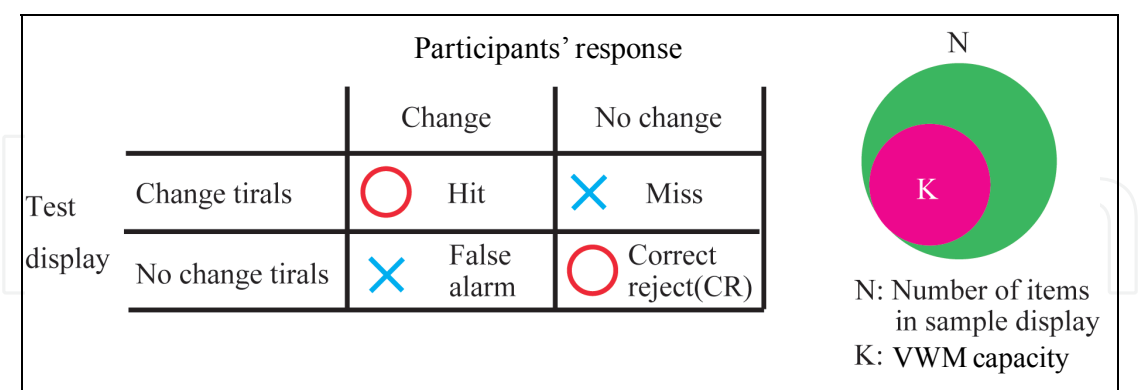 Participants' response
Change
No change
Test
display
Change tirals
Hit
Miss
No change tirals
False
alarm
Correct
reject(CR)
N
K
N: Number of items
in sample display
K: VWM capacity